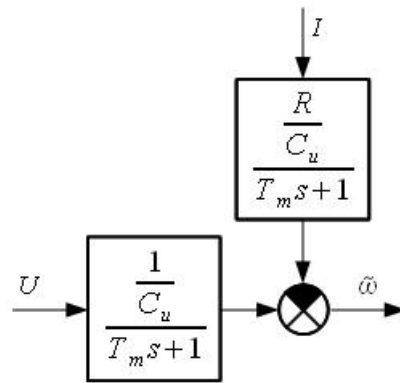 I
R
C_u
T_m s+1
U
1
C_u
T_m s+1
ω̃